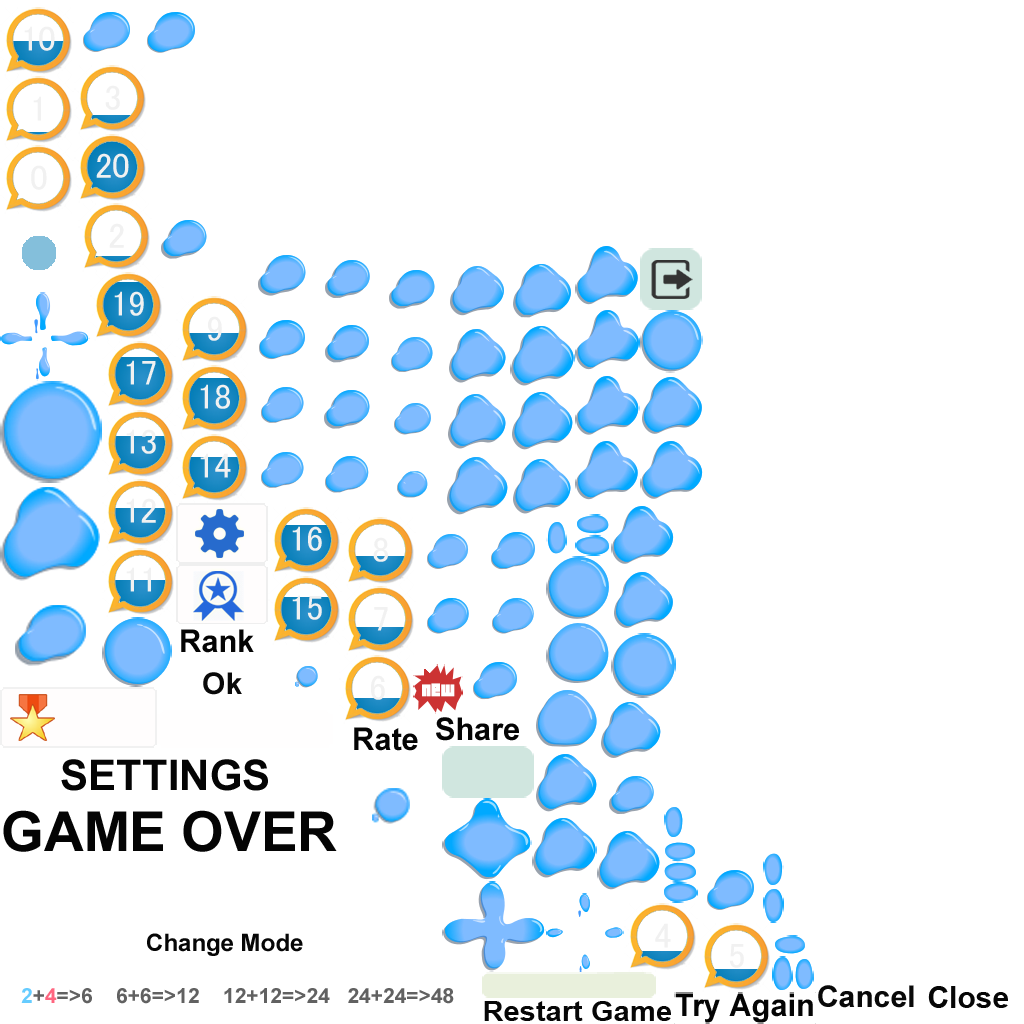 10
1
3
0
20
2
19
9
17
18
13
14
12
16
8
11
15
7
Rank
Ok
6
NEW
Share
Rate
SETTINGS
GAME OVER
4
5
Change Mode
2+4=>6 6+6=>12 12+12=>24 24+24=>48
Restart Game
Try Again
Cancel
Close